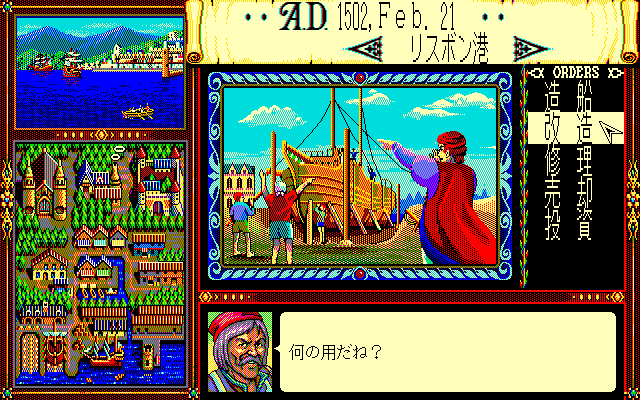 A.D. 1502, Feb. 21
リスボン港
ORDERS
造船
改造
修理
売却
投資
何の用だね？